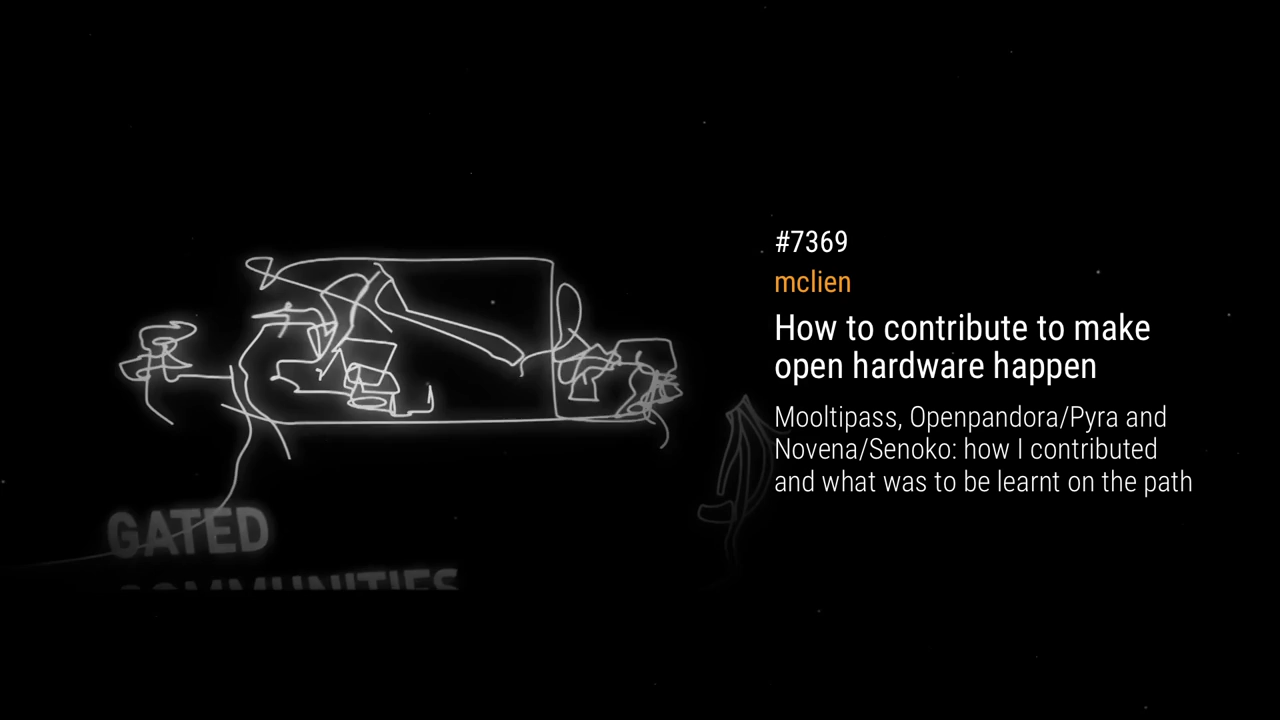 #7369
mclien
How to contribute to make
open hardware happen
Mooltipass, Openpandora/Pyra and
Novena/Senoko: how I contributed
and what was to be learnt on the path
GATED
COMMUNITIES